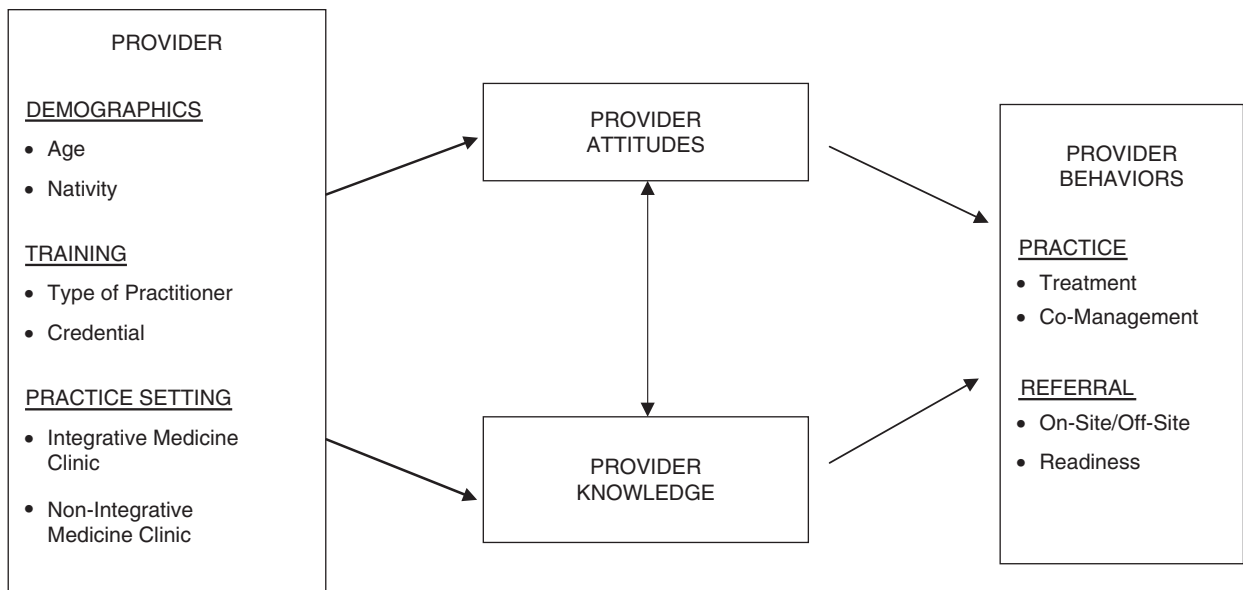 PROVIDER
DEMOGRAPHICS
• Age
• Nativity
TRAINING
• Type of Practitioner
• Credential
PRACTICE SETTING
• Integrative Medicine
Clinic
• Non-Integrative
Medicine Clinic
PROVIDER
ATTITUDES
PROVIDER
KNOWLEDGE
PROVIDER
BEHAVIORS
PRACTICE
• Treatment
• Co-Management
REFERRAL
• On-Site/Off-Site
• Readiness